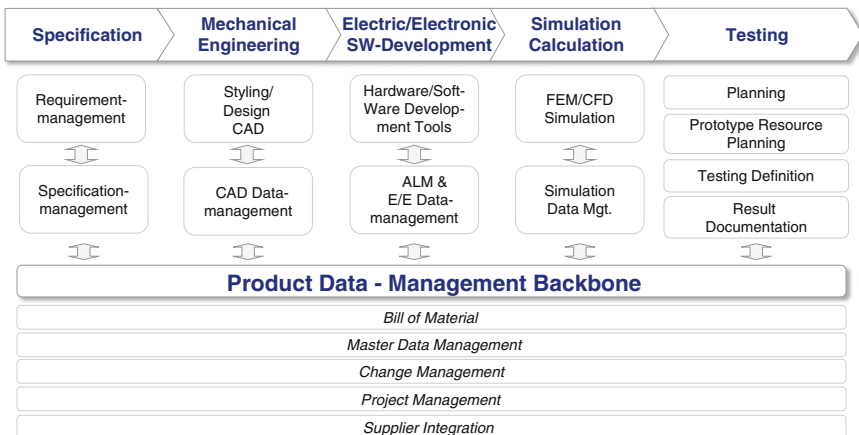 Specification
Mechanical
Engineering
Electric/Electronic
SW-Development
Simulation
Calculation
Testing
Requirement-
management
Styling/
Design
CAD
Hardware/Soft-
Ware Develop-
ment Tools
FEM/CFD
Simulation
Planning
Prototype Resource
Planning
Specification-
management
CAD Data-
management
ALM &
E/E Data-
management
Simulation
Data Mgt.
Testing Definition
Result
Documentation
Product Data - Management Backbone
Bill of Material
Master Data Management
Change Management
Project Management
Supplier Integration